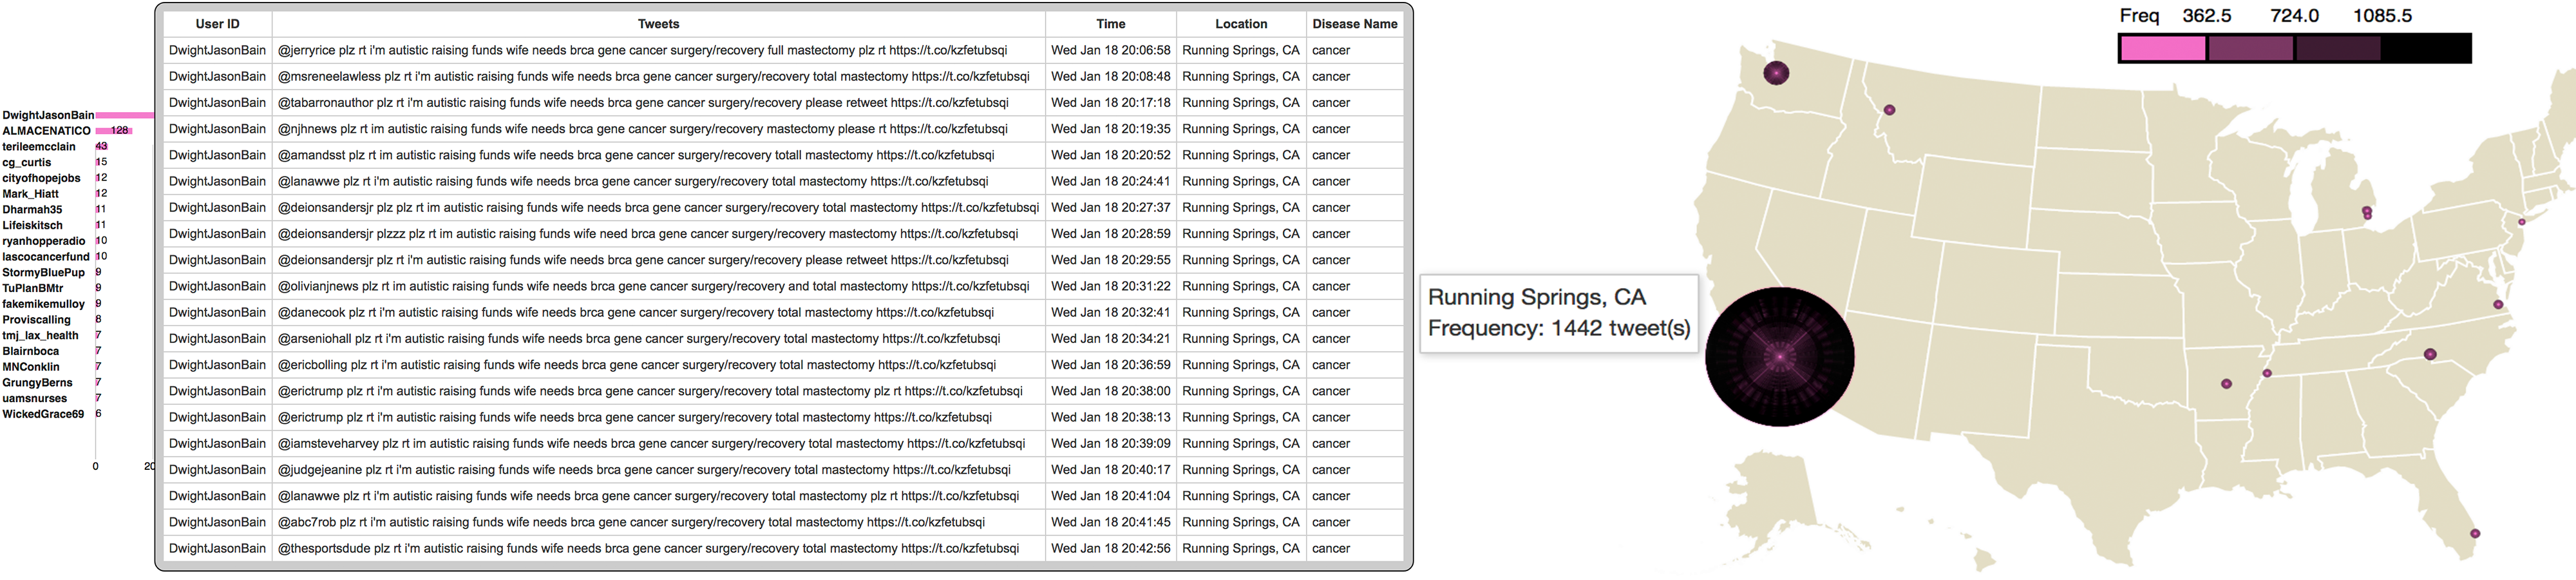 DwightJasonBain
ALMACENATICO 128
terileemcclain 43
cg_curtis 15
cityofhopejobs 12
Mark_Hiatt 12
Dharmah35 11
Lifeiskitsch 11
ryanhopperadio 10
lascocancerfund 10
StormyBluePup 9
TuPlanBMtr 9
fakemikemulloy 9
Proviscalling 8
tmj_lax_health 7
Blairnboca 7
MNConklin 7
GrungyBerns 7
uamsnurses 7
WickedGrace69 6
0 20
User ID Tweets Time Location Disease Name
DwightJasonBain @jerryrice plz rt i'm autistic raising funds wife needs brca gene cancer surgery/recovery full mastectomy plz rt https://t.co/kzfetubsqi Wed Jan 18 20:06:58 Running Springs, CA cancer
DwightJasonBain @msreneelawless plz rt i'm autistic raising funds wife needs brca gene cancer surgery/recovery total mastectomy https://t.co/kzfetubsqi Wed Jan 18 20:08:48 Running Springs, CA cancer
DwightJasonBain @tabarronauthor plz rt i'm autistic raising funds wife needs brca gene cancer surgery/recovery please retweet https://t.co/kzfetubsqi Wed Jan 18 20:17:18 Running Springs, CA cancer
DwightJasonBain @njhnews plz rt im autistic raising funds wife needs brca gene cancer surgery/recovery mastectomy please rt https://t.co/kzfetubsqi Wed Jan 18 20:19:35 Running Springs, CA cancer
DwightJasonBain @amandsst plz rt im autistic raising funds wife needs brca gene cancer surgery/recovery totall mastectomy https://t.co/kzfetubsqi Wed Jan 18 20:20:52 Running Springs, CA cancer
DwightJasonBain @lanawwe plz rt i'm autistic raising funds wife needs brca gene cancer surgery/recovery total mastectomy https://t.co/kzfetubsqi Wed Jan 18 20:24:41 Running Springs, CA cancer
DwightJasonBain @deionsandersjr plz plz rt im autistic raising funds wife needs brca gene cancer surgery/recovery total mastectomy https://t.co/kzfetubsqi Wed Jan 18 20:27:37 Running Springs, CA cancer
DwightJasonBain @deionsandersjr plzzz plz rt im autistic raising funds wife need brca gene cancer surgery/recovery mastectomy https://t.co/kzfetubsqi Wed Jan 18 20:28:59 Running Springs, CA cancer
DwightJasonBain @deionsandersjr plz rt i'm autistic raising funds wife needs brca gene cancer surgery/recovery please retweet https://t.co/kzfetubsqi Wed Jan 18 20:29:55 Running Springs, CA cancer
DwightJasonBain @olivianjnews plz rt im autistic raising funds wife needs brca gene cancer surgery/recovery and total mastectomy https://t.co/kzfetubsqi Wed Jan 18 20:31:22 Running Springs, CA cancer
DwightJasonBain @danecook plz rt i'm autistic raising funds wife needs brca gene cancer surgery/recovery total mastectomy https://t.co/kzfetubsqi Wed Jan 18 20:32:41 Running Springs, CA cancer
DwightJasonBain @arseniohall plz rt i'm autistic raising funds wife needs brca gene cancer surgery/recovery total mastectomy https://t.co/kzfetubsqi Wed Jan 18 20:34:21 Running Springs, CA cancer
DwightJasonBain @ericbolling plz rt i'm autistic raising funds wife needs brca gene cancer surgery/recovery total mastectomy https://t.co/kzfetubsqi Wed Jan 18 20:36:59 Running Springs, CA cancer
DwightJasonBain @erictrump plz rt i'm autistic raising funds wife needs brca gene cancer surgery/recovery total mastectomy plz rt https://t.co/kzfetubsqi Wed Jan 18 20:38:00 Running Springs, CA cancer
DwightJasonBain @erictrump plz rt i'm autistic raising funds wife needs brca gene cancer surgery/recovery total mastectomy https://t.co/kzfetubsqi Wed Jan 18 20:38:13 Running Springs, CA cancer
DwightJasonBain @iamsteveharvey plz rt im autistic raising funds wife needs brca gene cancer surgery/recovery total mastectomy https://t.co/kzfetubsqi Wed Jan 18 20:39:09 Running Springs, CA cancer
DwightJasonBain @judgejeanine plz rt i'm autistic raising funds wife needs brca gene cancer surgery/recovery total mastectomy https://t.co/kzfetubsqi Wed Jan 18 20:40:17 Running Springs, CA cancer
DwightJasonBain @lanawwe plz rt i'm autistic raising funds wife needs brca gene cancer surgery/recovery total mastectomy plz rt https://t.co/kzfetubsqi Wed Jan 18 20:41:04 Running Springs, CA cancer
DwightJasonBain @abc7rob plz rt i'm autistic raising funds wife needs brca gene cancer surgery/recovery total mastectomy https://t.co/kzfetubsqi Wed Jan 18 20:41:45 Running Springs, CA cancer
DwightJasonBain @thesportsdude plz rt i'm autistic raising funds wife needs brca gene cancer surgery/recovery total mastectomy https://t.co/kzfetubsqi Wed Jan 18 20:42:56 Running Springs, CA cancer
Freq 362.5 724.0 1085.5
Running Springs, CA
Frequency: 1442 tweet(s)